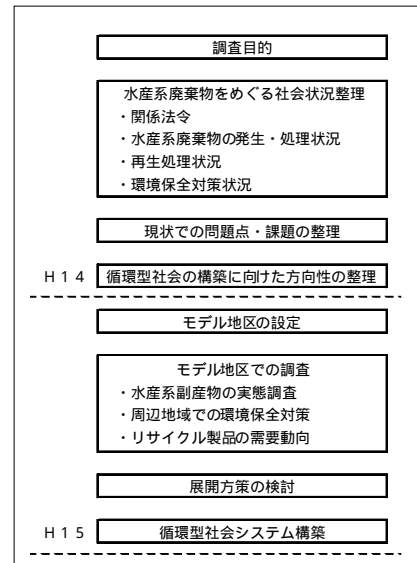 調査目的
水産系廃棄物をめぐる社会状況整理
・関係法令
・水産系廃棄物の発生・処理状況
・再生処理状況
・環境保全対策状況
現状での問題点・課題の整理
Ｈ１４ 循環型社会の構築に向けた方向性の整理
モデル地区の設定
モデル地区での調査
・水産系副産物の実態調査
・周辺地域での環境保全対策
・リサイクル製品の需要動向
展開方策の検討
Ｈ１５ 循環型社会システム構築